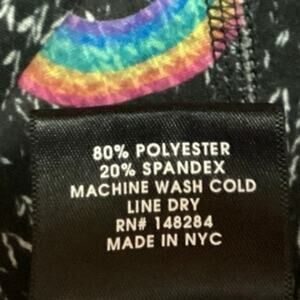 80% POLYESTER
20% SPANDEX
MACHINE WASH COLD
LINE DRY
RN# 148284
MADE IN NYC